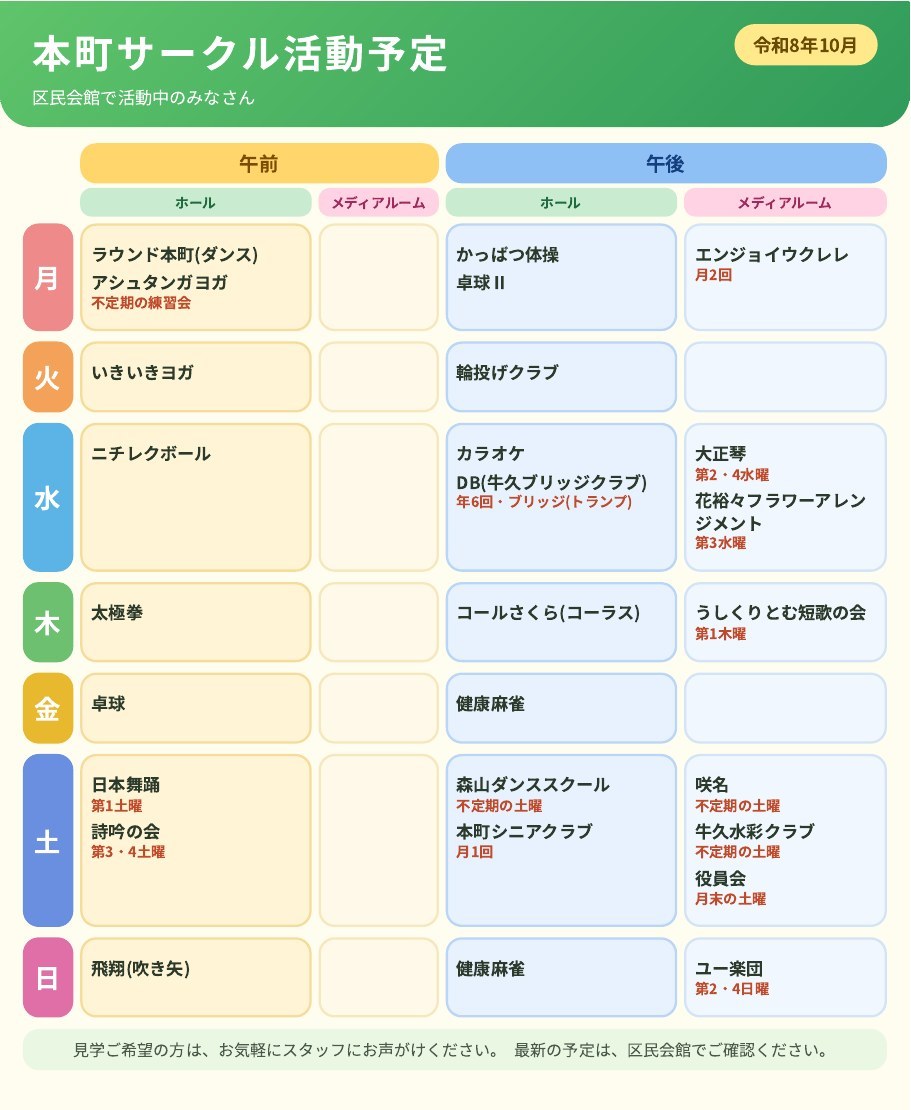 本町サークル活動予定
令和8年10月
区民会館で活動中のみなさん
午前
午後
ホール
メディアルーム
ホール
メディアルーム
月
ラウンド本町(ダンス)
アシュタンガヨガ
不定期の練習会
かっぱつ体操
卓球Ⅱ
エンジョイウクレレ
月2回
火
いきいきヨガ
輪投げクラブ
水
ニチレクボール
カラオケ
DB(牛久ブリッジクラブ)
年6回・ブリッジ(トランプ)
大正琴
第2・4水曜
花裕々フラワーアレン
ジメント
第3水曜
木
太極拳
コールさくら(コーラス)
うしくりとむ短歌の会
第1木曜
金
卓球
健康麻雀
土
日本舞踊
第1土曜
詩吟の会
第3・4土曜
森山ダンススクール
不定期の土曜
本町シニアクラブ
月1回
咲名
不定期の土曜
牛久水彩クラブ
不定期の土曜
役員会
月末の土曜
日
飛翔(吹き矢)
健康麻雀
ユー楽団
第2・4日曜
見学ご希望の方は、お気軽にスタッフにお声がけください。 最新の予定は、区民会館でご確認ください。